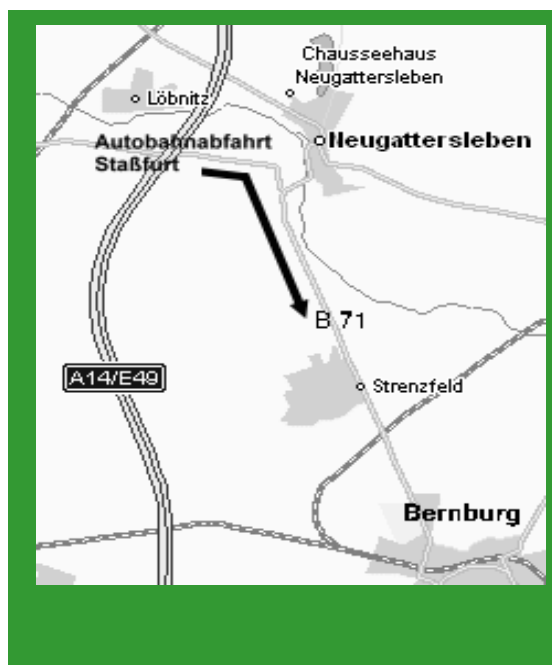 Chausseehaus
Neugattersleben
Löbnitz
Autobahnabfahrt
Staßfurt
Neugattersleben
B 71
A14/E49
Strenzfeld
Bernburg